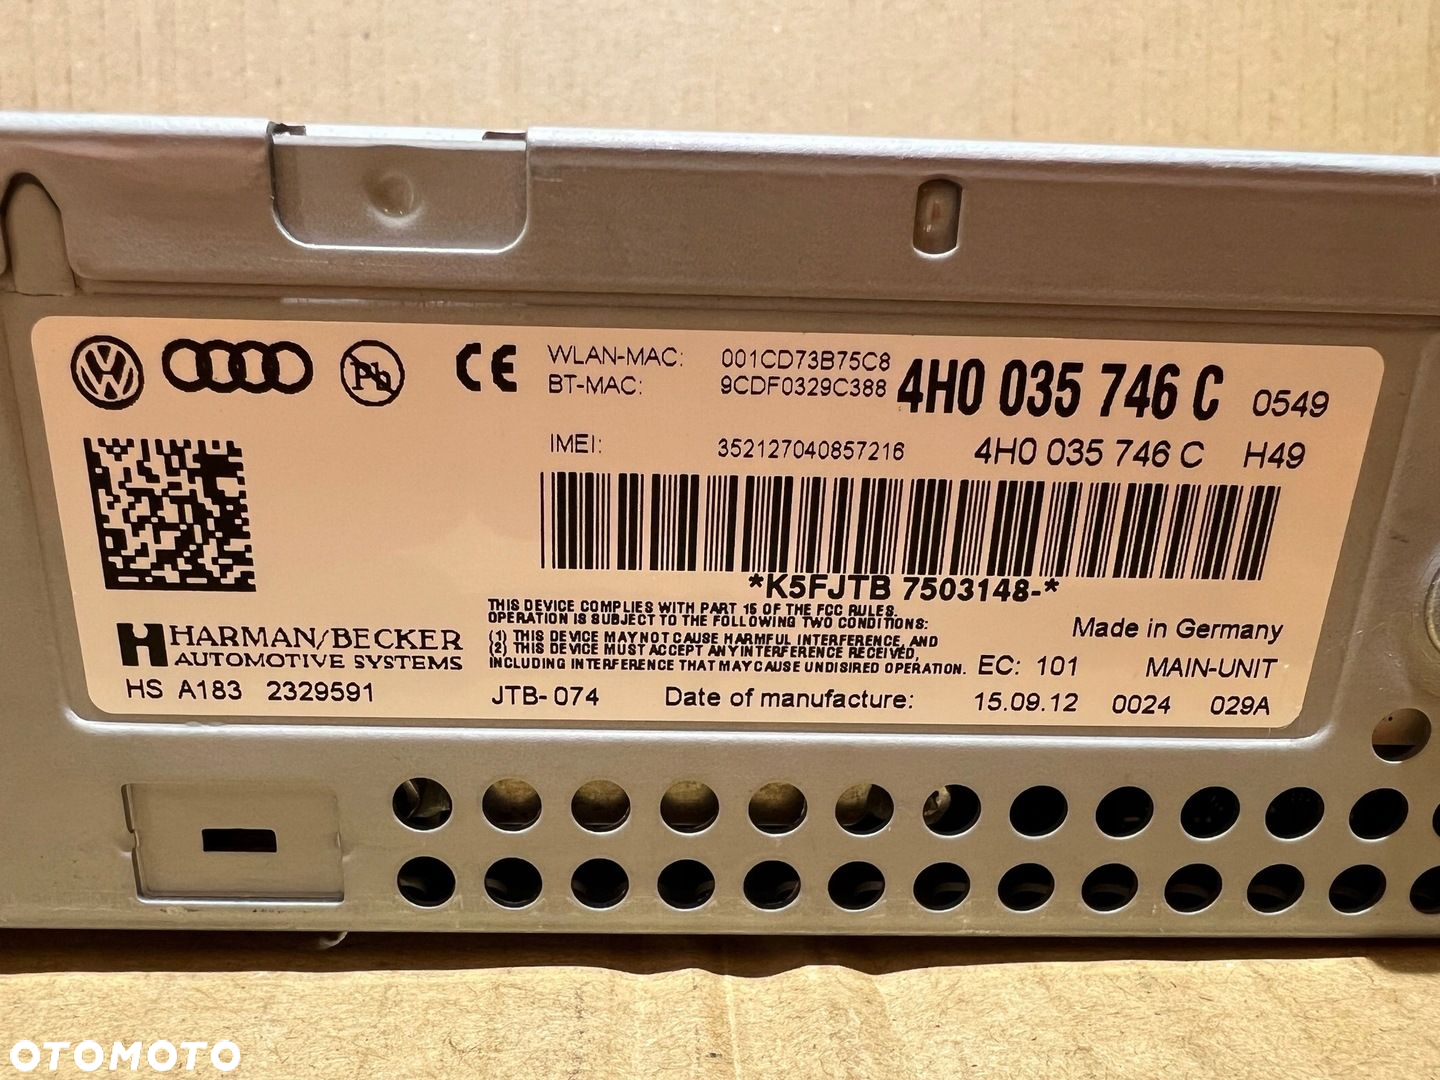 WLAN-MAC: 001CD73B75C8
BT-MAC: 9CDF0329C388
4H0 035 746 C 0549
IMEI: 352127040857216 4H0 035 746 C H49
*K5FJTB 7503148-*
THIS DEVICE COMPLIES WITH PART 15 OF THE FCC RULES.
OPERATION IS SUBJECT TO THE FOLLOWING TWO CONDITIONS:
(1) THIS DEVICE MAY NOT CAUSE HARMFUL INTERFERENCE, AND
(2) THIS DEVICE MUST ACCEPT ANY INTERFERENCE RECEIVED,
INCLUDING INTERFERENCE THAT MAY CAUSE UNDISIRED OPERATION.
Made in Germany
HARMAN/BECKER
AUTOMOTIVE SYSTEMS
EC: 101 MAIN-UNIT
HS A183 2329591 JTB-074 Date of manufacture: 15.09.12 0024 029A
VW
Pb
CE
OTOMOTO